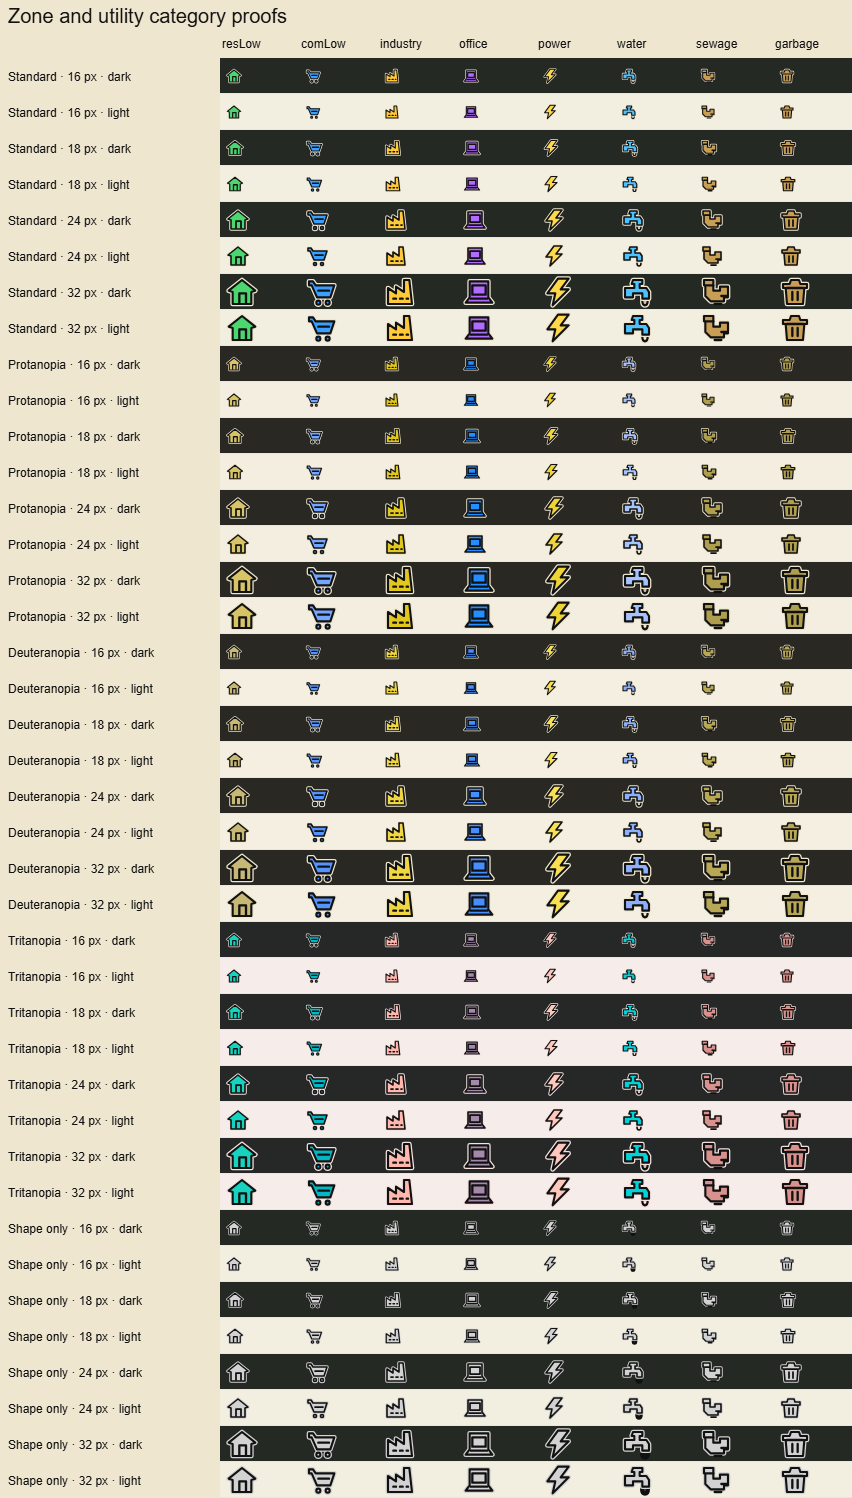 Zone and utility category proofs
resLow comLow industry office power water sewage garbage
Standard · 16 px · dark
Standard · 16 px · light
Standard · 18 px · dark
Standard · 18 px · light
Standard · 24 px · dark
Standard · 24 px · light
Standard · 32 px · dark
Standard · 32 px · light
Protanopia · 16 px · dark
Protanopia · 16 px · light
Protanopia · 18 px · dark
Protanopia · 18 px · light
Protanopia · 24 px · dark
Protanopia · 24 px · light
Protanopia · 32 px · dark
Protanopia · 32 px · light
Deuteranopia · 16 px · dark
Deuteranopia · 16 px · light
Deuteranopia · 18 px · dark
Deuteranopia · 18 px · light
Deuteranopia · 24 px · dark
Deuteranopia · 24 px · light
Deuteranopia · 32 px · dark
Deuteranopia · 32 px · light
Tritanopia · 16 px · dark
Tritanopia · 16 px · light
Tritanopia · 18 px · dark
Tritanopia · 18 px · light
Tritanopia · 24 px · dark
Tritanopia · 24 px · light
Tritanopia · 32 px · dark
Tritanopia · 32 px · light
Shape only · 16 px · dark
Shape only · 16 px · light
Shape only · 18 px · dark
Shape only · 18 px · light
Shape only · 24 px · dark
Shape only · 24 px · light
Shape only · 32 px · dark
Shape only · 32 px · light